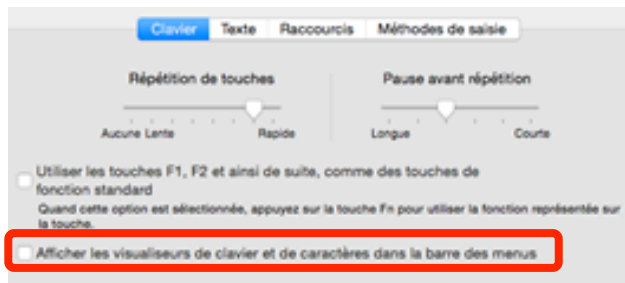 Clavier Texte Raccourcis Méthodes de saisie
Répétition de touches Pause avant répétition
Aucune Lente Rapide Longue Courte
Utiliser les touches F1, F2 et ainsi de suite, comme des touches de
fonction standard
Quand cette option est sélectionnée, appuyez sur la touche Fn pour utiliser la fonction représentée sur
la touche.
Afficher les visualiseurs de clavier et de caractères dans la barre des menus